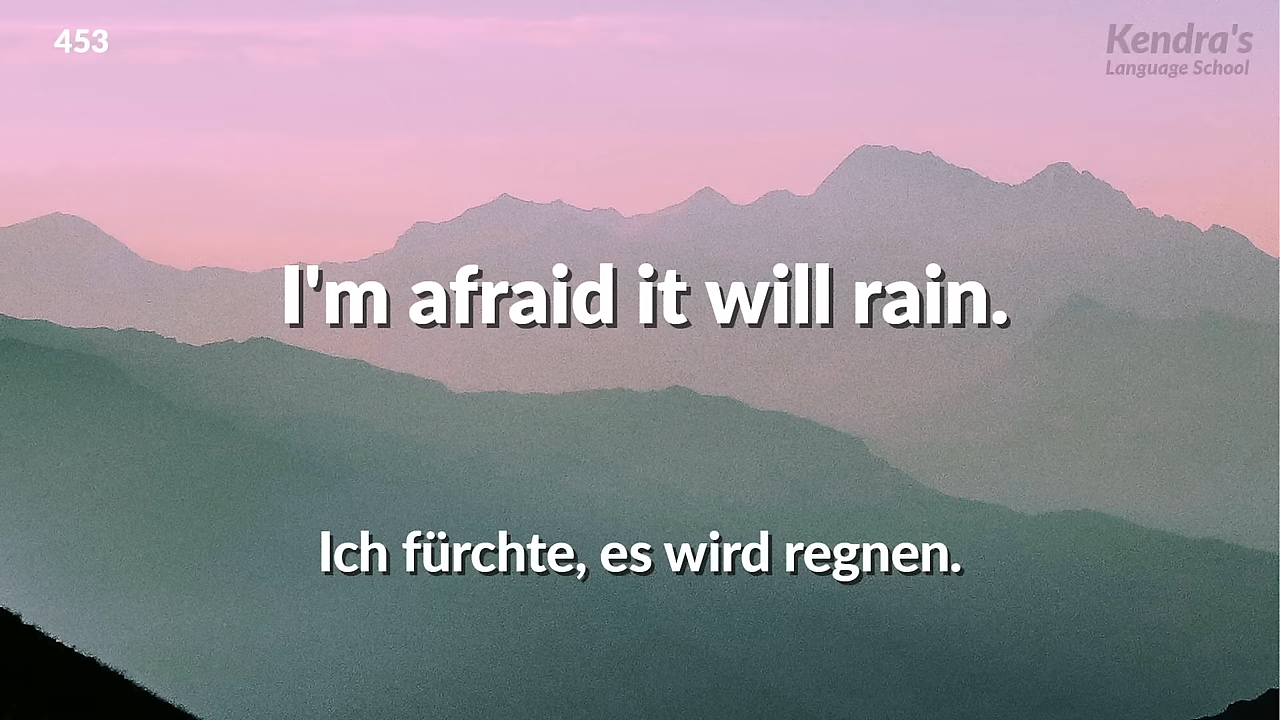 453
Kendra's
Language School
I'm afraid it will rain.
Ich fürchte, es wird regnen.